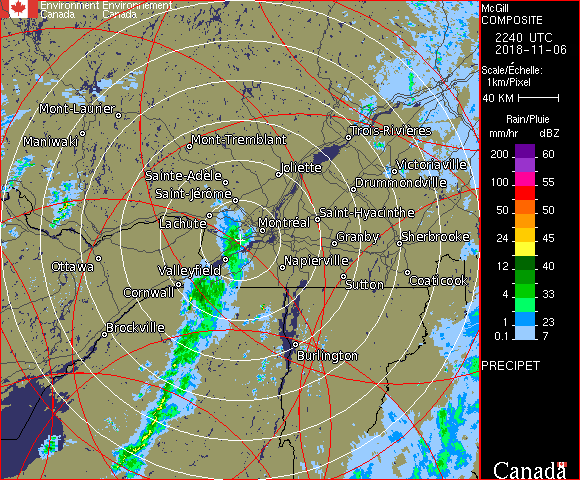 Environment Environnement
Canada Canada
McGill
COMPOSITE
2240 UTC
2018-11-06
Scale/Échelle:
1km/Pixel
40 KM
Rain/Pluie
mm/hr dBZ
200 60
100 55
50 50
24 45
12 40
4 33
1 23
0.1 7
PRECIPET
Canada
Mont-Laurier
Maniwaki
Mont-Tremblant
Trois-Rivières
Joliette
Victoriaville
Sainte-Adèle
Drummondville
Saint-Jérôme
Lachute
Montréal
Saint-Hyacinthe
Granby
Sherbrooke
Ottawa
Valleyfield
Napierville
Cornwall
Sutton
Coaticook
Brockville
Burlington